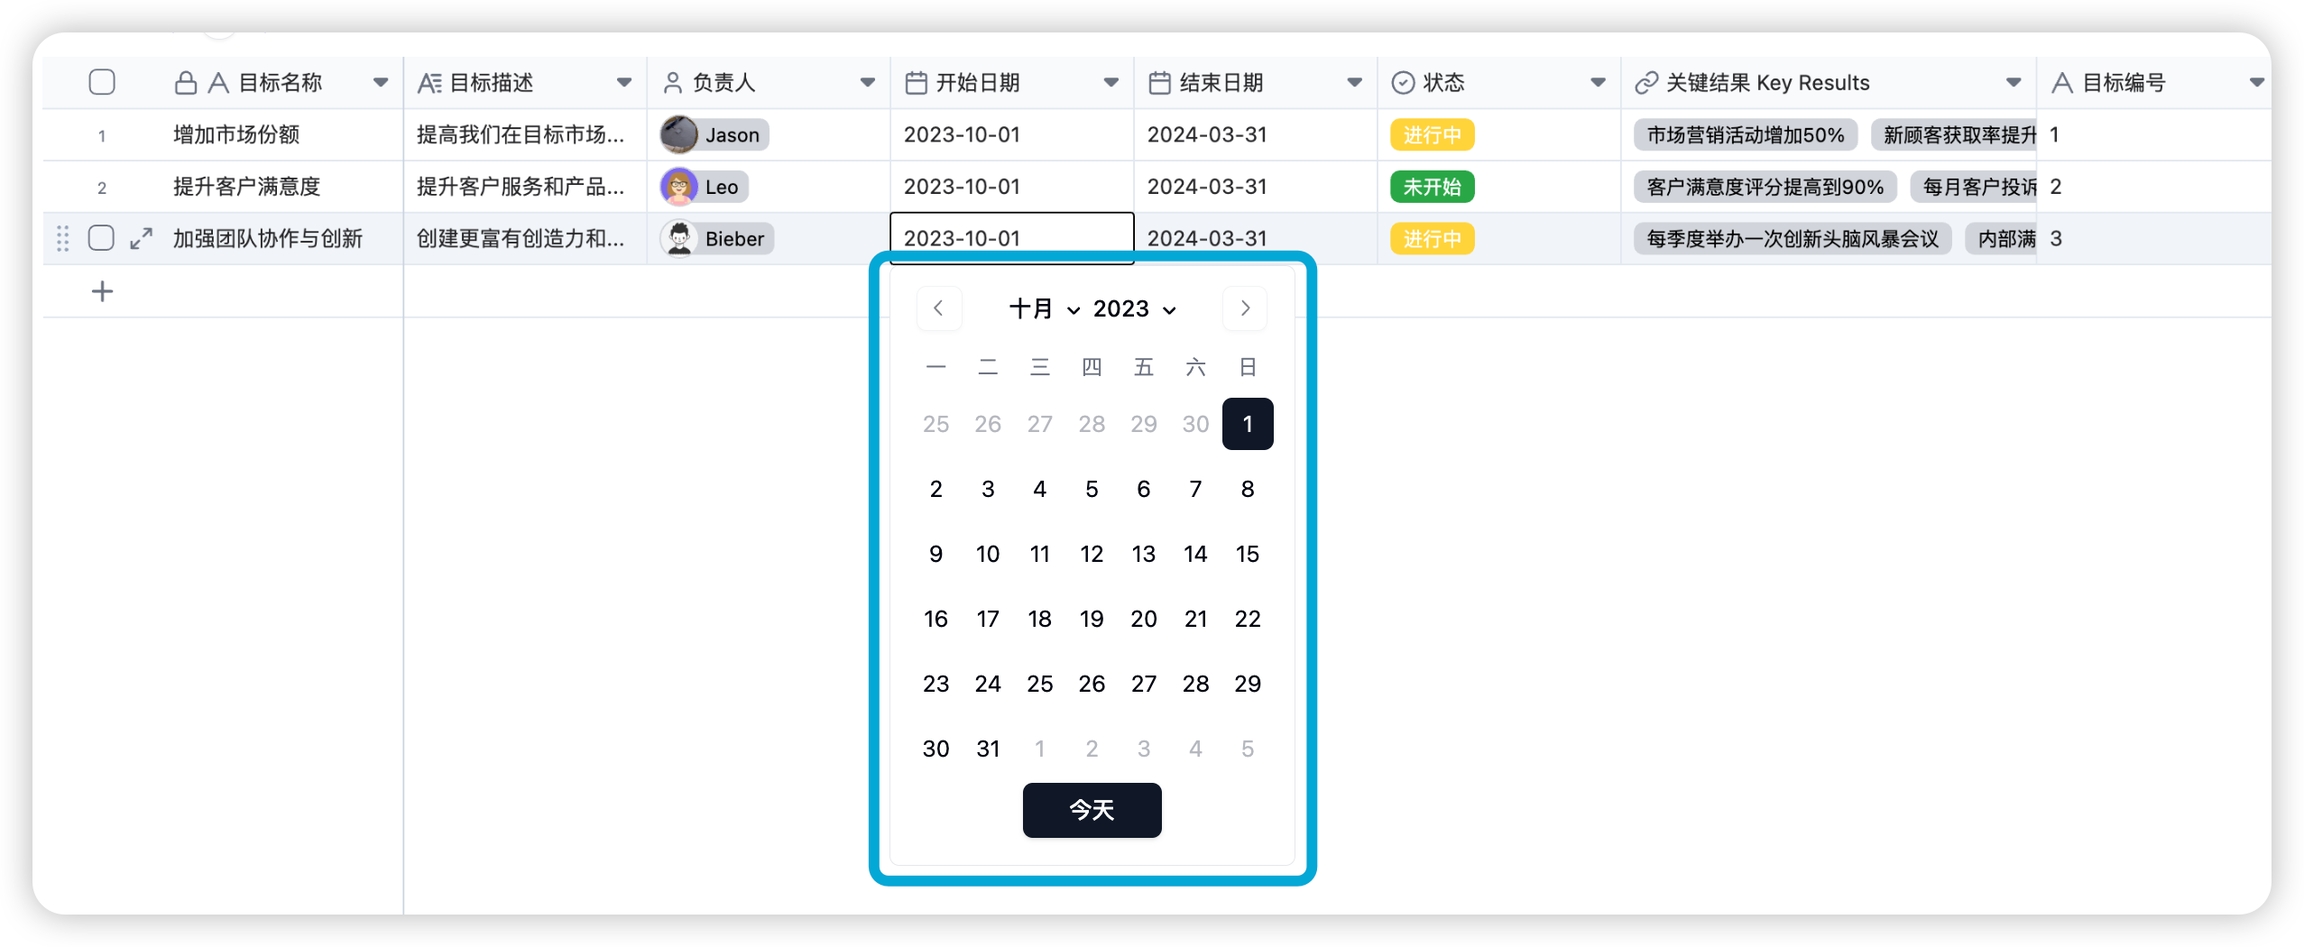 目标名称 目标描述 负责人 开始日期 结束日期 状态 关键结果 Key Results 目标编号
1 增加市场份额 提高我们在目标市场... Jason 2023-10-01 2024-03-31 进行中 市场营销活动增加50% 新顾客获取率提升 1
2 提升客户满意度 提升客户服务和产品... Leo 2023-10-01 2024-03-31 未开始 客户满意度评分提高到90% 每月客户投诉 2
加强团队协作与创新 创建更富有创造力和... Bieber 2023-10-01 2024-03-31 进行中 每季度举办一次创新头脑风暴会议 内部满 3
十月 2023
一 二 三 四 五 六 日
25 26 27 28 29 30 1
2 3 4 5 6 7 8
9 10 11 12 13 14 15
16 17 18 19 20 21 22
23 24 25 26 27 28 29
30 31 1 2 3 4 5
今天